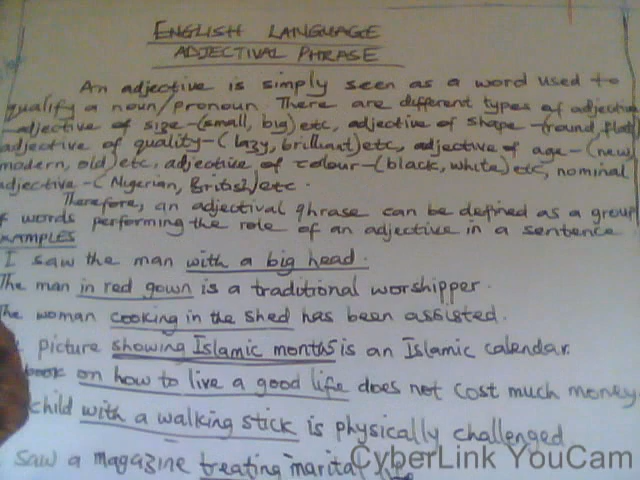 ENGLISH LANGUAGE
ADJECTIVAL PHRASE
An adjective is simply seen as a word used to
qualify a noun/pronoun. There are different types of adjective
-adjective of size-(small, big)etc, adjective of shape-(round, flat)
adjective of quality-(lazy, brilliant)etc, adjective of age-(new,
modern, old)etc, adjective of colour-(black, white)etc, nominal
adjective-(Nigerian, British)etc.
Therefore, an adjectival phrase can be defined as a group
of words performing the role of an adjective in a sentence
EXAMPLES
I saw the man with a big head.
The man in red gown is a traditional worshipper.
The woman cooking in the shed has been assisted.
picture showing Islamic months is an Islamic calendar.
book on how to live a good life does not cost much money.
child with a walking stick is physically challenged
saw a magazine treating marital
CyberLink YouCam